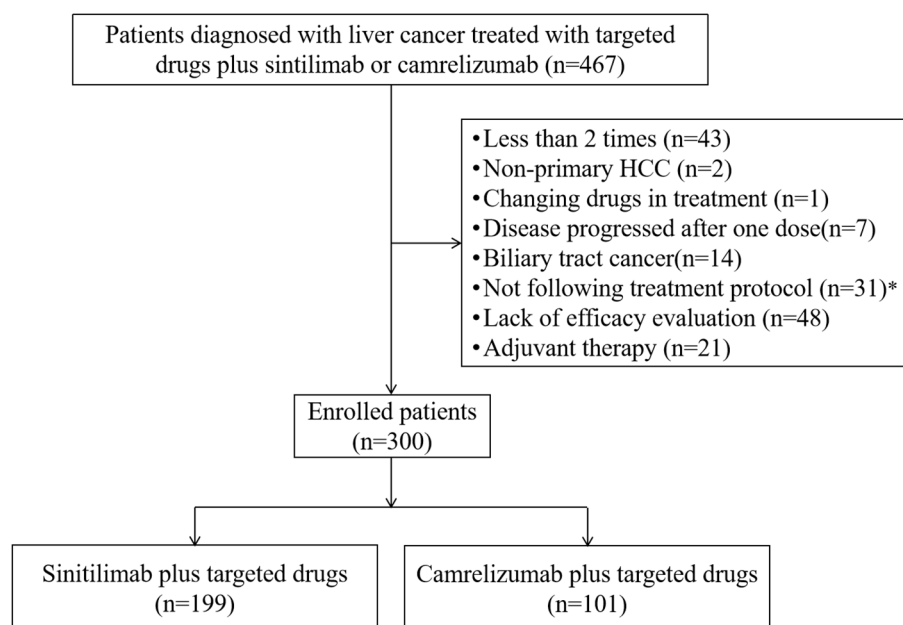 Patients diagnosed with liver cancer treated with targeted
drugs plus sintilimab or camrelizumab (n=467)
•Less than 2 times (n=43)
•Non-primary HCC (n=2)
•Changing drugs in treatment (n=1)
•Disease progressed after one dose(n=7)
•Biliary tract cancer(n=14)
•Not following treatment protocol (n=31)*
•Lack of efficacy evaluation (n=48)
•Adjuvant therapy (n=21)
Enrolled patients
(n=300)
Sinitilimab plus targeted drugs
(n=199)
Camrelizumab plus targeted drugs
(n=101)